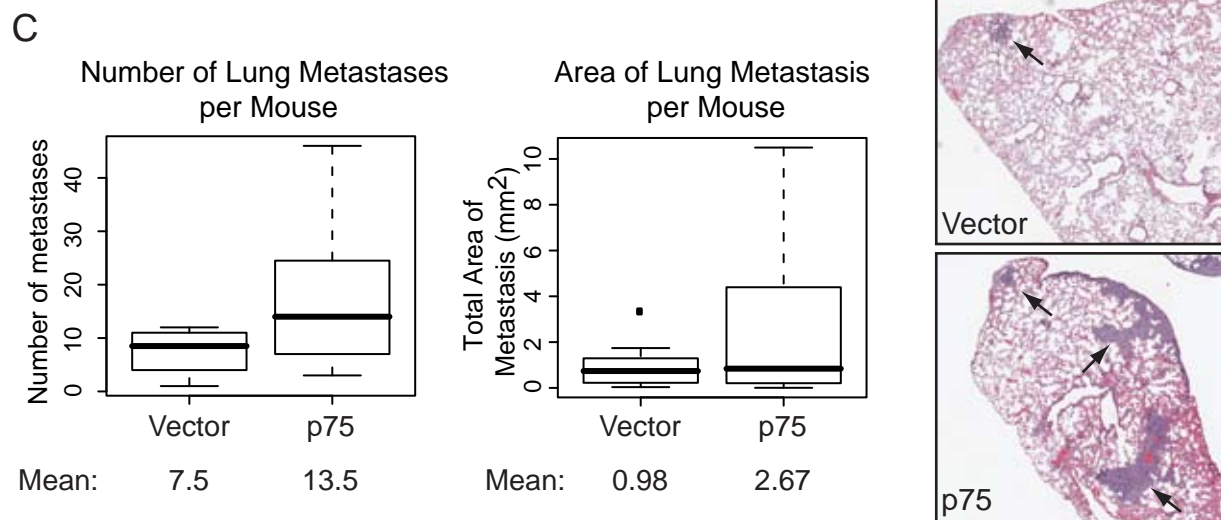 C
Number of Lung Metastases
per Mouse
Number of metastases
0
10
20
30
40
Vector
p75
Mean:
7.5
13.5
Area of Lung Metastasis
per Mouse
Total Area of
Metastasis (mm²)
0
2
4
6
8
10
Vector
p75
Mean:
0.98
2.67
Vector
p75